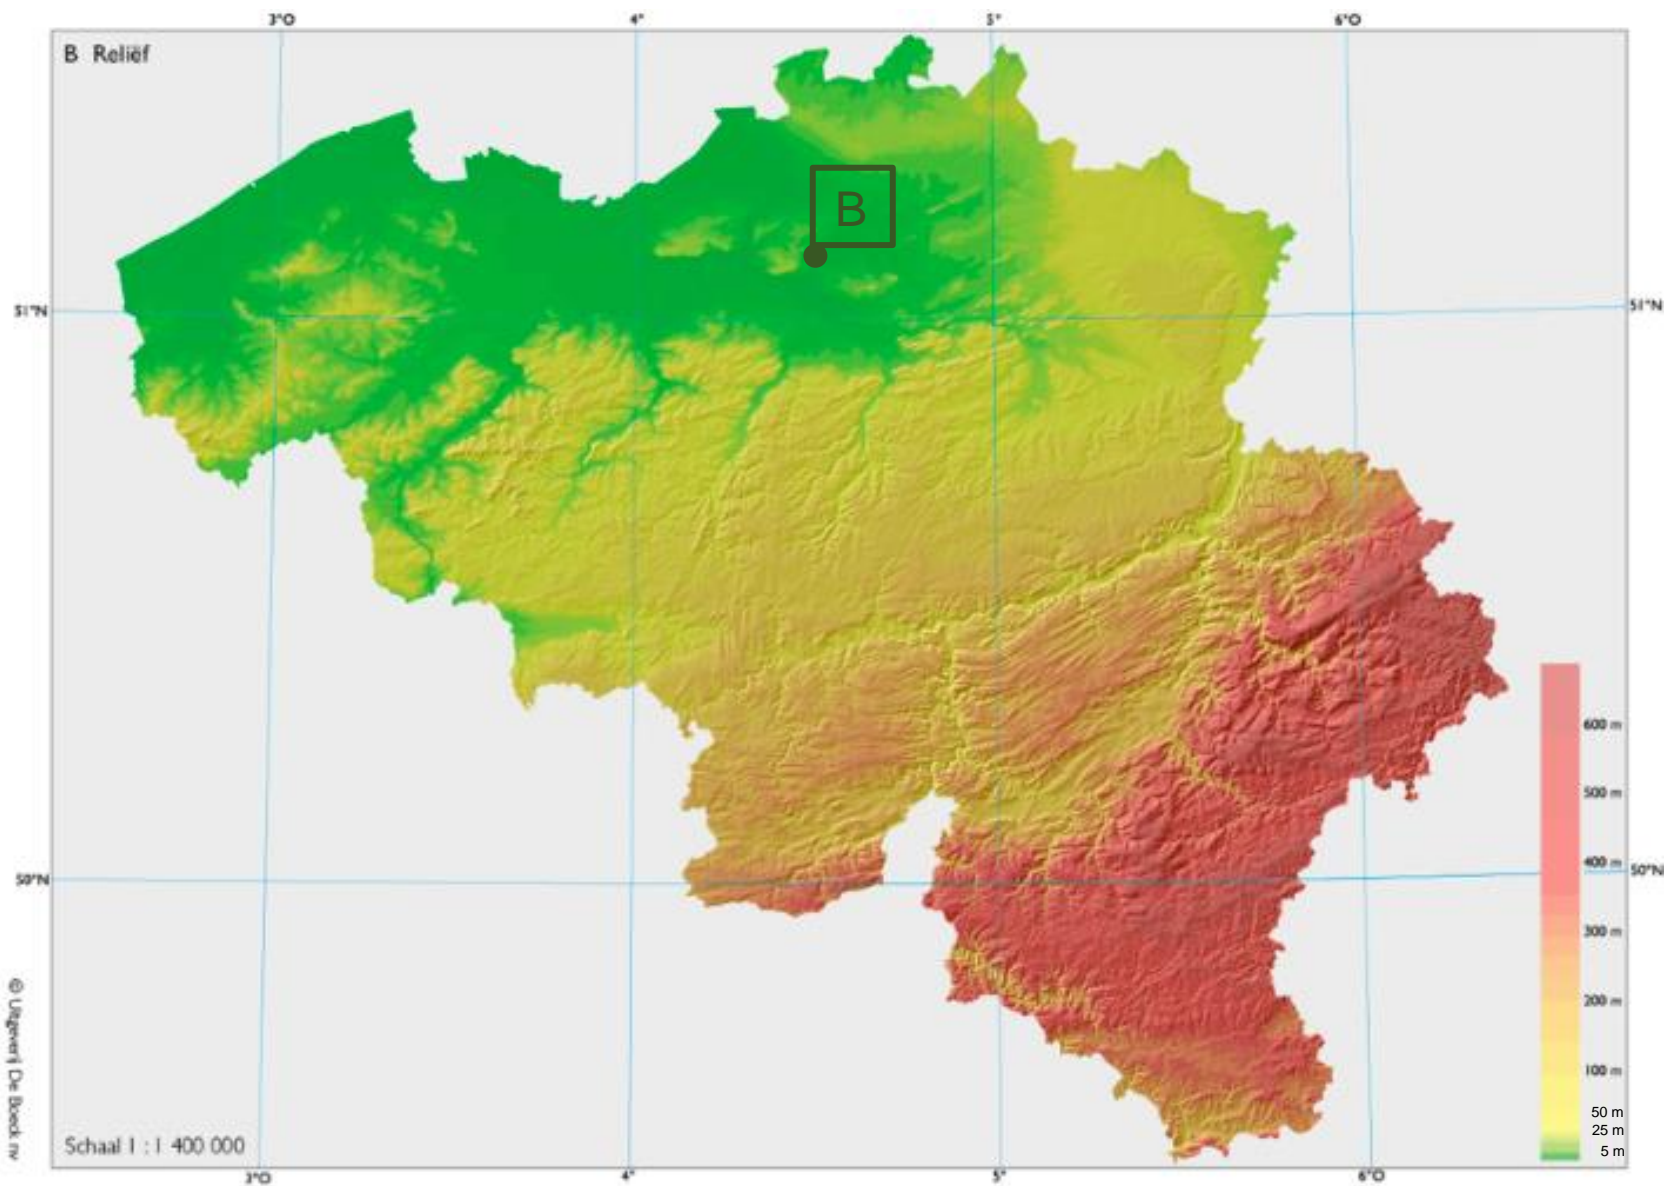 3°O 4° 5° 6°O
B Reliëf
B
51°N 51°N
600 m
500 m
400 m
50°N 50°N
300 m
200 m
100 m
50 m
25 m
5 m
© Uitgeverij De Boeck nv
Schaal 1 : 1 400 000
3°O 4° 5° 6°O